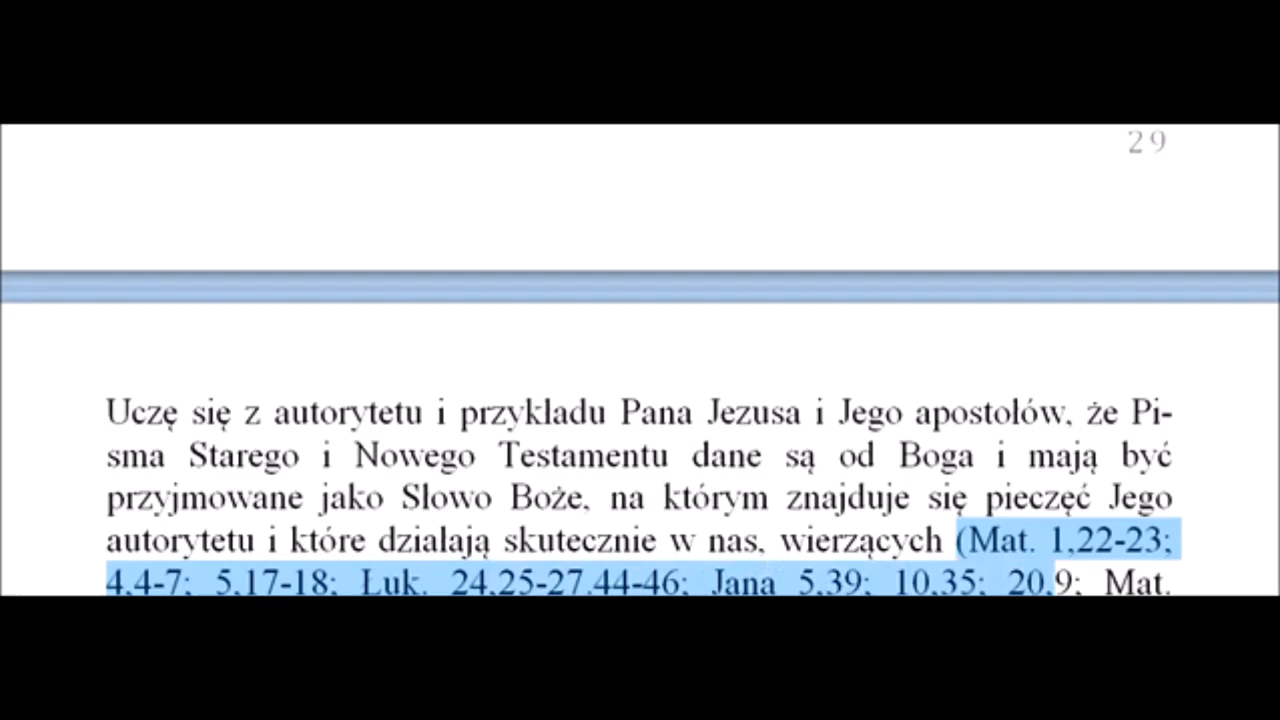 29
Uczę się z autorytetu i przykładu Pana Jezusa i Jego apostołów, że Pi-
sma Starego i Nowego Testamentu dane są od Boga i mają być
przyjmowane jako Słowo Boże, na którym znajduje się pieczęć Jego
autorytetu i które działają skutecznie w nas, wierzących (Mat. 1,22-23;
4,4-7; 5,17-18; Łuk. 24,25-27.44-46; Jana 5,39; 10,35; 20,9; Mat.